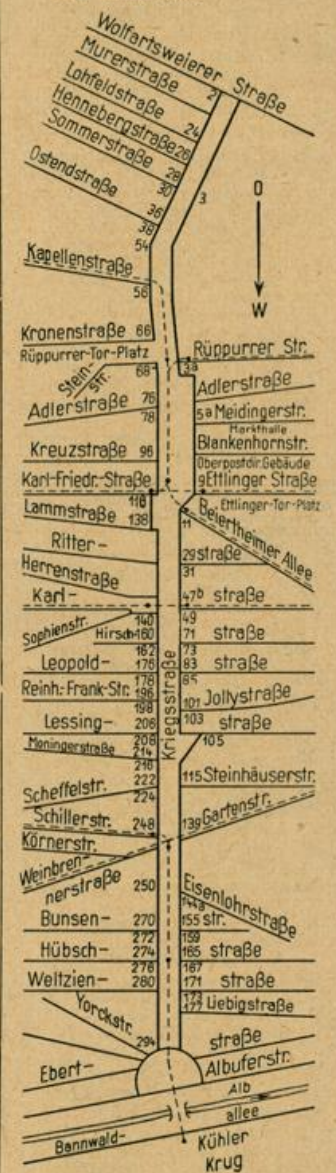 Wolfartsweierer Straße
Murerstraße 2
Lohfeldstraße 24
Hennebergstraße 26
Sommerstraße 28
30
Ostendstraße 36
38
3
O
W
54
Kapellenstraße
56
Kronenstraße 66
Rüppurrer-Tor-Platz
Rüppurrer Str.
3a
Stein-
str.
68
Adlerstraße
Adlerstraße 76
78
5a Meidingerstr.
Markthalle
Blankenhornstr.
Kreuzstraße 96
Oberpostdir. Gebäude
Karl-Friedr.-Straße
9 Ettlinger Straße
118
Ettlinger-Tor-Platz
Lammstraße 138
11
Beiertheimer Allee
Ritter-
29 straße
31
Herrenstraße
Karl-
47b straße
Sophienstr. 140
49
Hirsch- 160
71 straße
162
73
Leopold- 176
83 straße
178
85
Reinh.-Frank-Str. 196
101 Jollystraße
198
103 straße
Lessing- 206
208
105
Moningerstraße 214
216
Kriegsstraße
222
115 Steinhäuserstr.
Scheffelstr. 224
Schillerstr. 248
139 Gartenstr.
Körnerstr.
Weinbren-
nerstraße 250
Eisenlohrstraße
144a
Bunsen- 270
155 str.
272
159
Hübsch- 274
165 straße
276
167
Weltzien- 280
171 straße
173
177 Liebigstraße
Yorckstr.
294
straße
Ebert-
Albuferstr.
Alb
allee
Bannwald-
Kühler
Krug